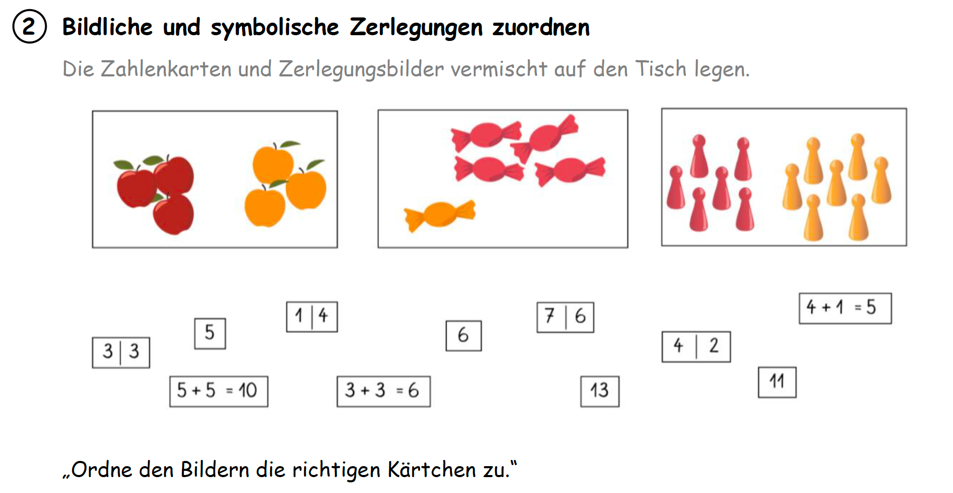 2 Bildliche und symbolische Zerlegungen zuordnen
Die Zahlenkarten und Zerlegungsbilder vermischt auf den Tisch legen.
3 | 3
5
1 | 4
6
7 | 6
4 | 2
4 + 1 = 5
5 + 5 = 10
3 + 3 = 6
13
11
„Ordne den Bildern die richtigen Kärtchen zu.“